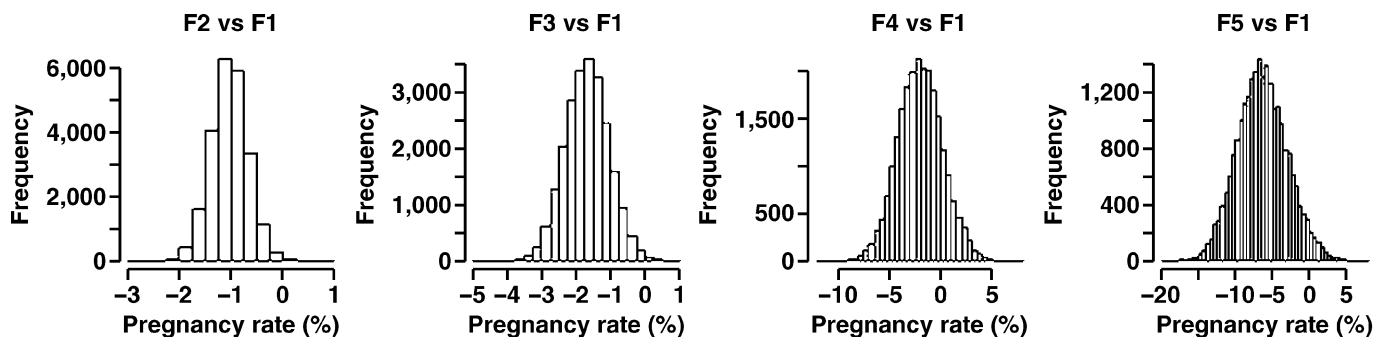 F2 vs F1
F3 vs F1
F4 vs F1
F5 vs F1
Frequency
6,000
4,000
2,000
0
−3 −2 −1 0 1
Pregnancy rate (%)
Frequency
3,000
2,000
1,000
0
−5 −4 −3 −2 −1 0 1
Pregnancy rate (%)
Frequency
1,500
500
0
−10 −5 0 5
Pregnancy rate (%)
Frequency
1,200
800
400
0
−20 −10 −5 0 5
Pregnancy rate (%)